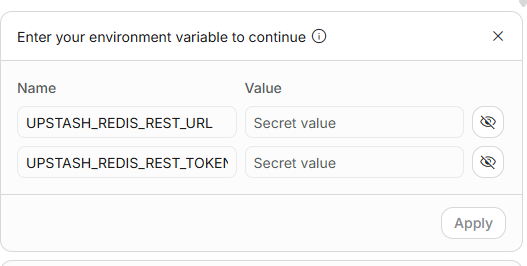 Enter your environment variable to continue
Name Value
UPSTASH_REDIS_REST_URL Secret value
UPSTASH_REDIS_REST_TOKEN Secret value
Apply